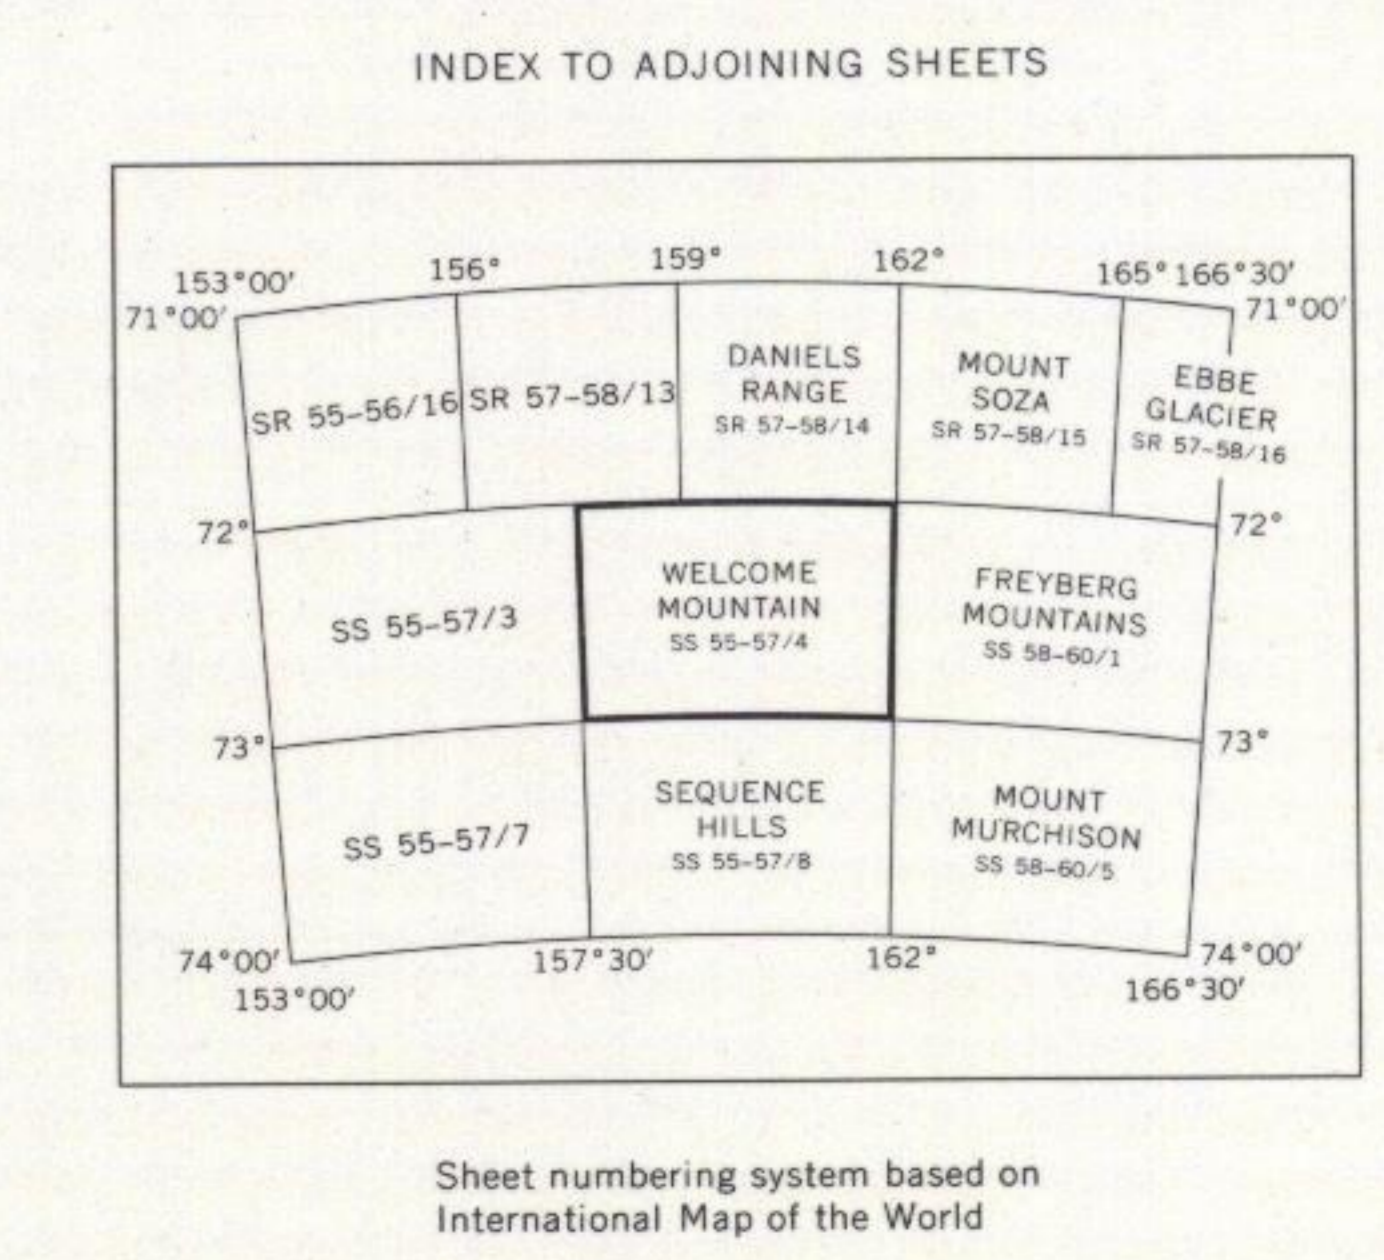 INDEX TO ADJOINING SHEETS
153°00′ 156° 159° 162° 165° 166°30′
71°00′ 71°00′
SR 55–56/16 SR 57–58/13
DANIELS
RANGE
SR 57–58/14
MOUNT
SOZA
SR 57–58/15
EBBE
GLACIER
SR 57–58/16
72° 72°
SS 55–57/3
WELCOME
MOUNTAIN
SS 55–57/4
FREYBERG
MOUNTAINS
SS 58–60/1
73° 73°
SS 55–57/7
SEQUENCE
HILLS
SS 55–57/8
MOUNT
MURCHISON
SS 58–60/5
74°00′ 157°30′ 162° 74°00′
153°00′ 166°30′
Sheet numbering system based on
International Map of the World